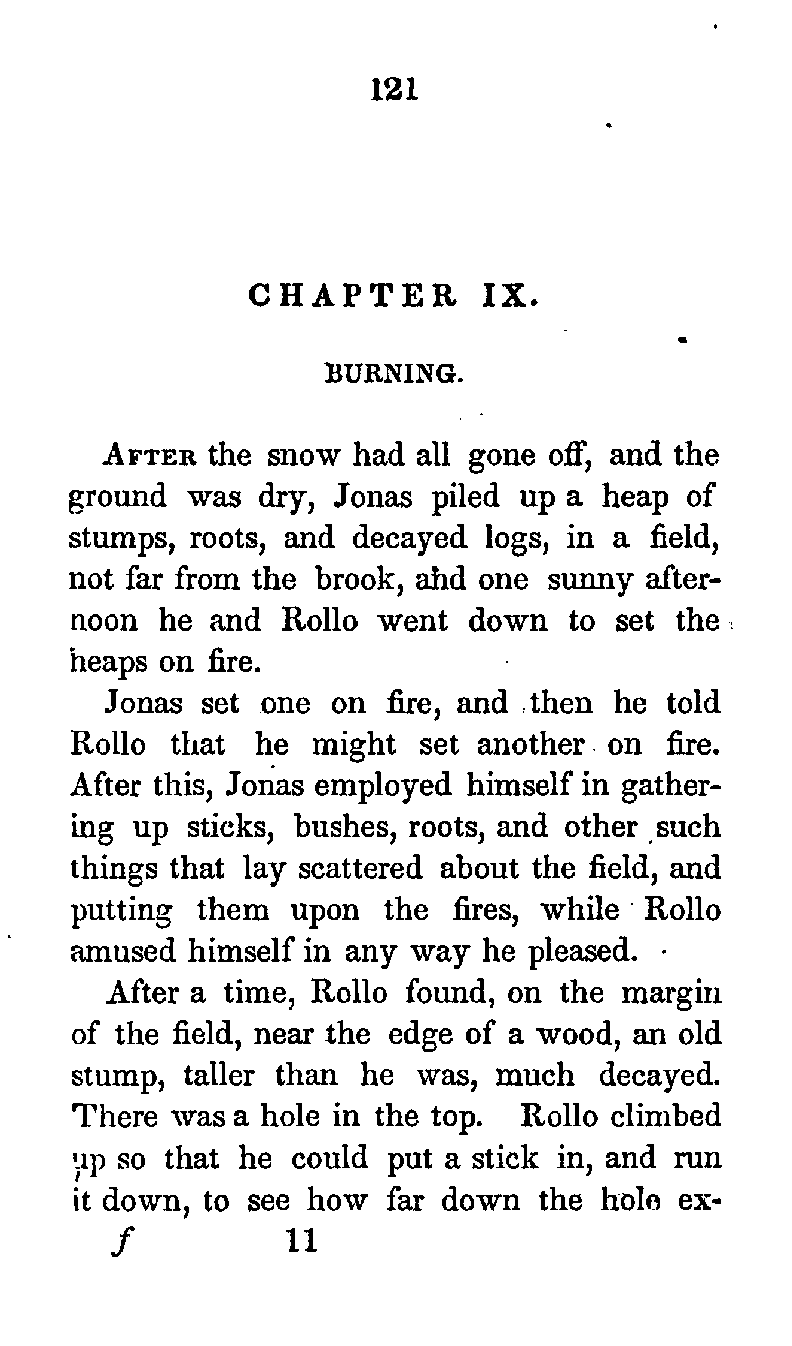 121
CHAPTER IX.
BURNING.
After the snow had all gone off, and the
ground was dry, Jonas piled up a heap of
stumps, roots, and decayed logs, in a field,
not far from the brook, and one sunny after-
noon he and Rollo went down to set the
heaps on fire.
Jonas set one on fire, and then he told
Rollo that he might set another on fire.
After this, Jonas employed himself in gather-
ing up sticks, bushes, roots, and other such
things that lay scattered about the field, and
putting them upon the fires, while Rollo
amused himself in any way he pleased.
After a time, Rollo found, on the margin
of the field, near the edge of a wood, an old
stump, taller than he was, much decayed.
There was a hole in the top. Rollo climbed
up so that he could put a stick in, and run
it down, to see how far down the hole ex-
f 11